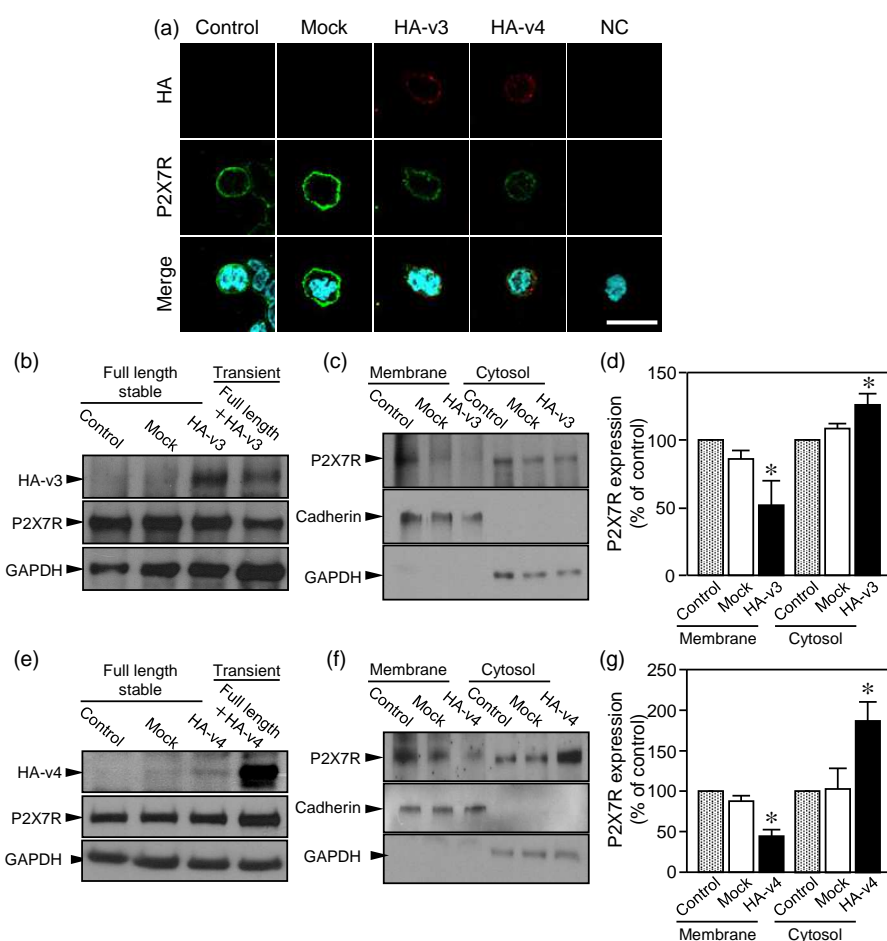 (a) Control Mock HA-v3 HA-v4 NC
HA
P2X7R
Merge
(b)
Full length
stable
Transient
Control
Mock
HA-v3
Full length
+HA-v3
HA-v3
P2X7R
GAPDH
(c)
Membrane Cytosol
Control
Mock
HA-v3
Control
Mock
HA-v3
P2X7R
Cadherin
GAPDH
(d)
P2X7R expression
(% of control)
150
100
50
0
*
*
Control
Mock
HA-v3
Control
Mock
HA-v3
Membrane Cytosol
(e)
Full length
stable
Transient
Control
Mock
HA-v4
Full length
+HA-v4
HA-v4
P2X7R
GAPDH
(f)
Membrane Cytosol
Control
Mock
HA-v4
Control
Mock
HA-v4
P2X7R
Cadherin
GAPDH
(g)
P2X7R expression
(% of control)
250
200
150
100
50
0
*
*
Control
Mock
HA-v4
Control
Mock
HA-v4
Membrane Cytosol